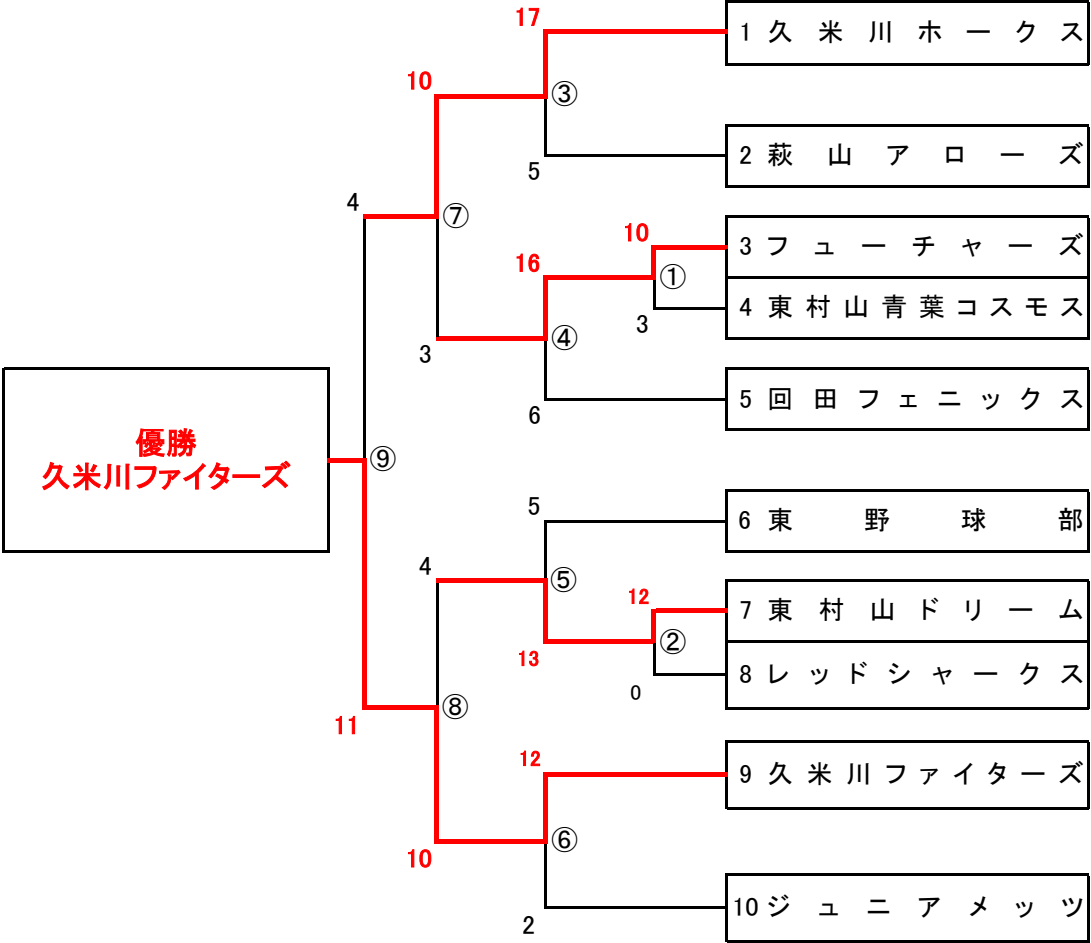 17
1 久米川ホークス
10
③
2 萩山アローズ
5
4
⑦
10
3 フューチャーズ
16
①
4 東村山青葉コスモス
3
④
3
5 回田フェニックス
6
優勝
久米川ファイターズ
⑨
5
6 東野球部
4
⑤
12
7 東村山ドリーム
13
②
8 レッドシャークス
0
⑧
11
12
9 久米川ファイターズ
10
⑥
10 ジュニアメッツ
2